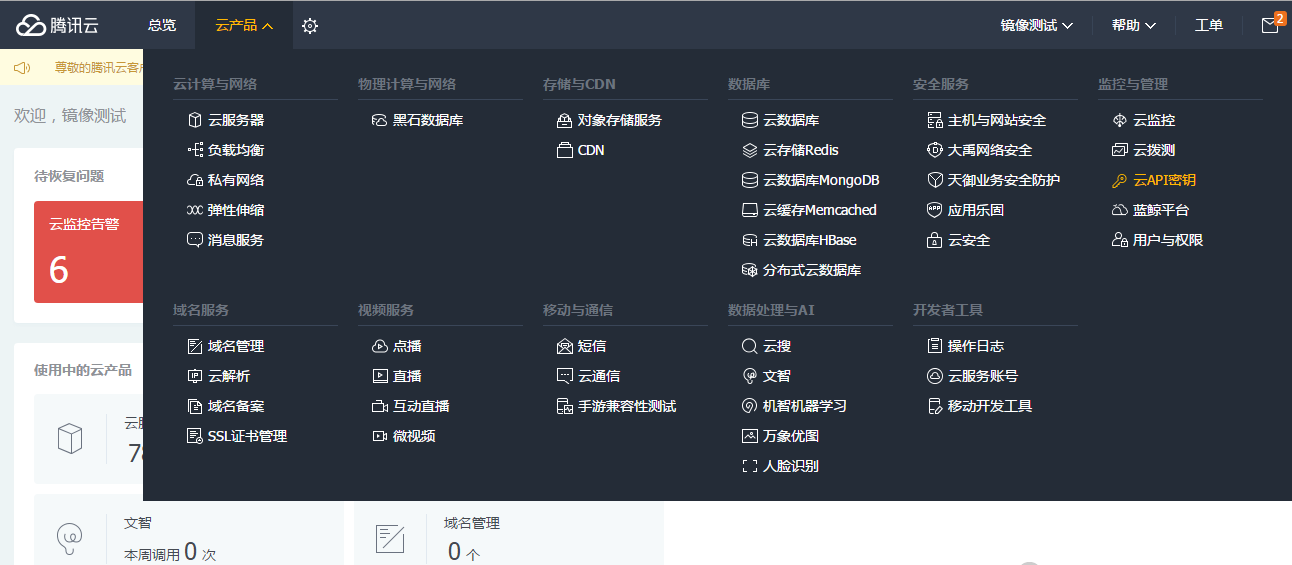 腾讯云 总览 云产品 镜像测试 帮助 工单 2
尊敬的腾讯云客
欢迎，镜像测试
待恢复问题
云监控告警
6
使用中的云产品
云计算与网络
云服务器
负载均衡
私有网络
弹性伸缩
消息服务
物理计算与网络
黑石数据库
存储与CDN
对象存储服务
CDN
数据库
云数据库
云存储Redis
云数据库MongoDB
云缓存Memcached
云数据库HBase
分布式云数据库
安全服务
主机与网站安全
大禹网络安全
天御业务安全防护
应用乐固
云安全
监控与管理
云监控
云拨测
云API密钥
蓝鲸平台
用户与权限
域名服务
域名管理
云解析
域名备案
SSL证书管理
视频服务
点播
直播
互动直播
微视频
移动与通信
短信
云通信
手游兼容性测试
数据处理与AI
云搜
文智
机智机器学习
万象优图
人脸识别
开发者工具
操作日志
云服务账号
移动开发工具
文智
本周调用 0 次
域名管理
0 个